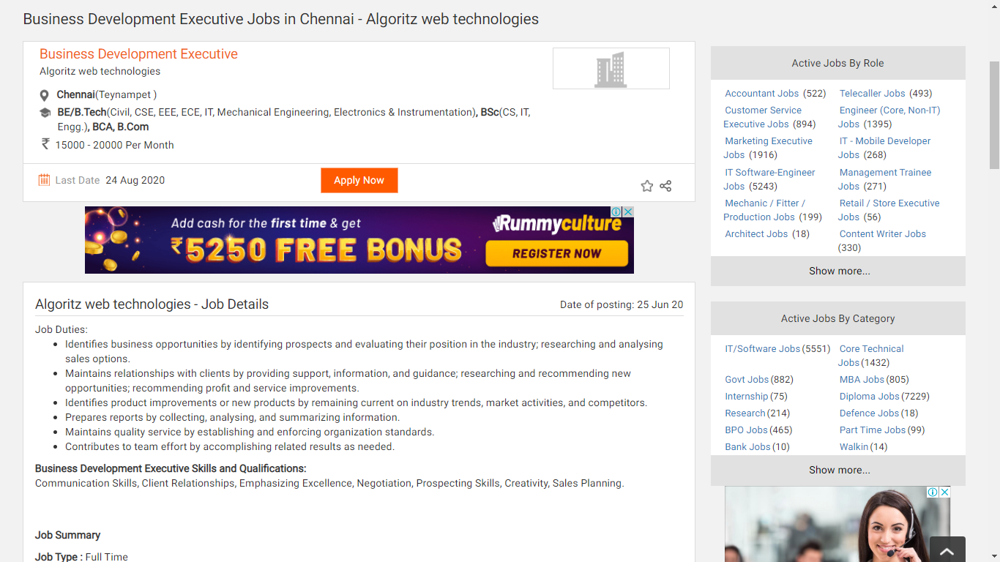 Business Development Executive Jobs in Chennai - Algoritz web technologies
Business Development Executive
Algoritz web technologies
Chennai(Teynampet )
BE/B.Tech(Civil, CSE, EEE, ECE, IT, Mechanical Engineering, Electronics & Instrumentation), BSc(CS, IT,
Engg.), BCA, B.Com
₹ 15000 - 20000 Per Month
Last Date 24 Aug 2020
Apply Now
Add cash for the first time & get
₹5250 FREE BONUS
Rummyculture
REGISTER NOW
Algoritz web technologies - Job Details
Date of posting: 25 Jun 20
Job Duties:
• Identifies business opportunities by identifying prospects and evaluating their position in the industry; researching and analysing
sales options.
• Maintains relationships with clients by providing support, information, and guidance; researching and recommending new
opportunities; recommending profit and service improvements.
• Identifies product improvements or new products by remaining current on industry trends, market activities, and competitors.
• Prepares reports by collecting, analysing, and summarizing information.
• Maintains quality service by establishing and enforcing organization standards.
• Contributes to team effort by accomplishing related results as needed.
Business Development Executive Skills and Qualifications:
Communication Skills, Client Relationships, Emphasizing Excellence, Negotiation, Prospecting Skills, Creativity, Sales Planning.
Job Summary
Job Type : Full Time
Active Jobs By Role
Accountant Jobs (522)
Telecaller Jobs (493)
Customer Service
Executive Jobs (894)
Engineer (Core, Non-IT)
Jobs (1395)
Marketing Executive
Jobs (1916)
IT - Mobile Developer
Jobs (268)
IT Software-Engineer
Jobs (5243)
Management Trainee
Jobs (271)
Mechanic / Fitter /
Production Jobs (199)
Retail / Store Executive
Jobs (56)
Architect Jobs (18)
Content Writer Jobs
(330)
Show more...
Active Jobs By Category
IT/Software Jobs (5551)
Core Technical
Jobs (1432)
Govt Jobs (882)
MBA Jobs (805)
Internship (75)
Diploma Jobs (7229)
Research (214)
Defence Jobs (18)
BPO Jobs (465)
Part Time Jobs (99)
Bank Jobs (10)
Walkin (14)
Show more...